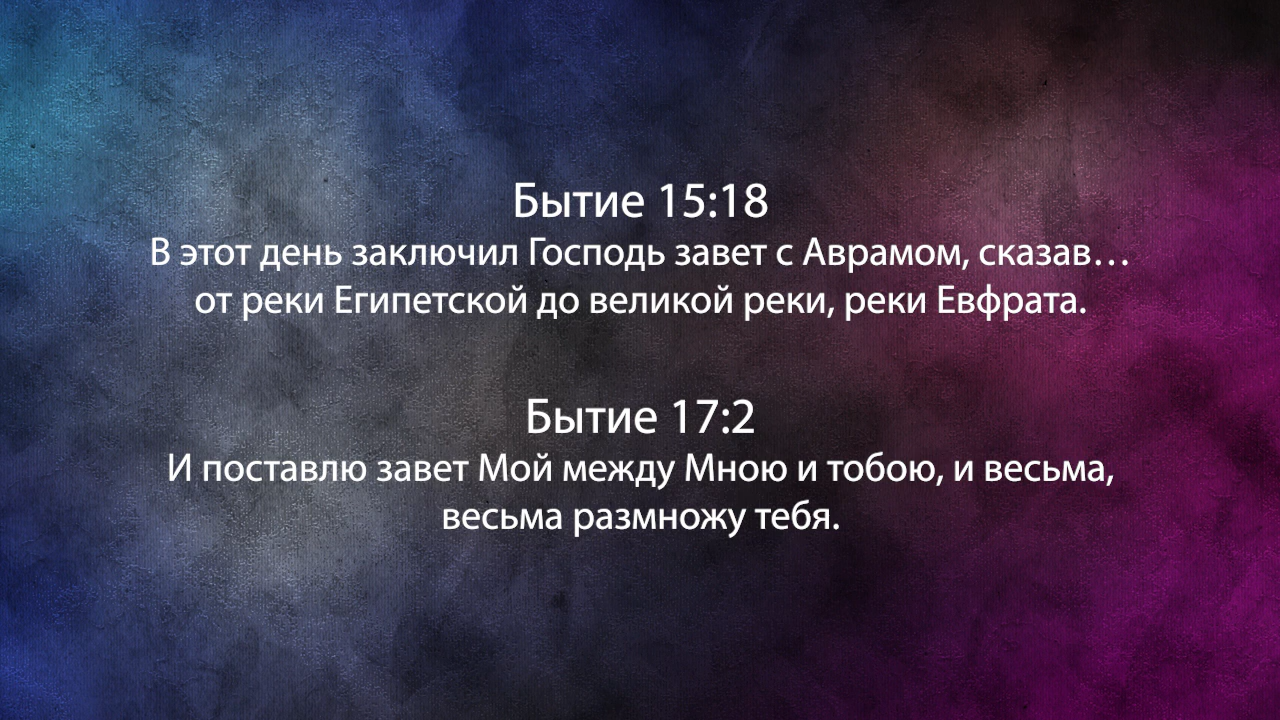 Бытие 15:18
В этот день заключил Господь завет с Аврамом, сказав…
от реки Египетской до великой реки, реки Евфрата.
Бытие 17:2
И поставлю завет Мой между Мною и тобою, и весьма,
весьма размножу тебя.